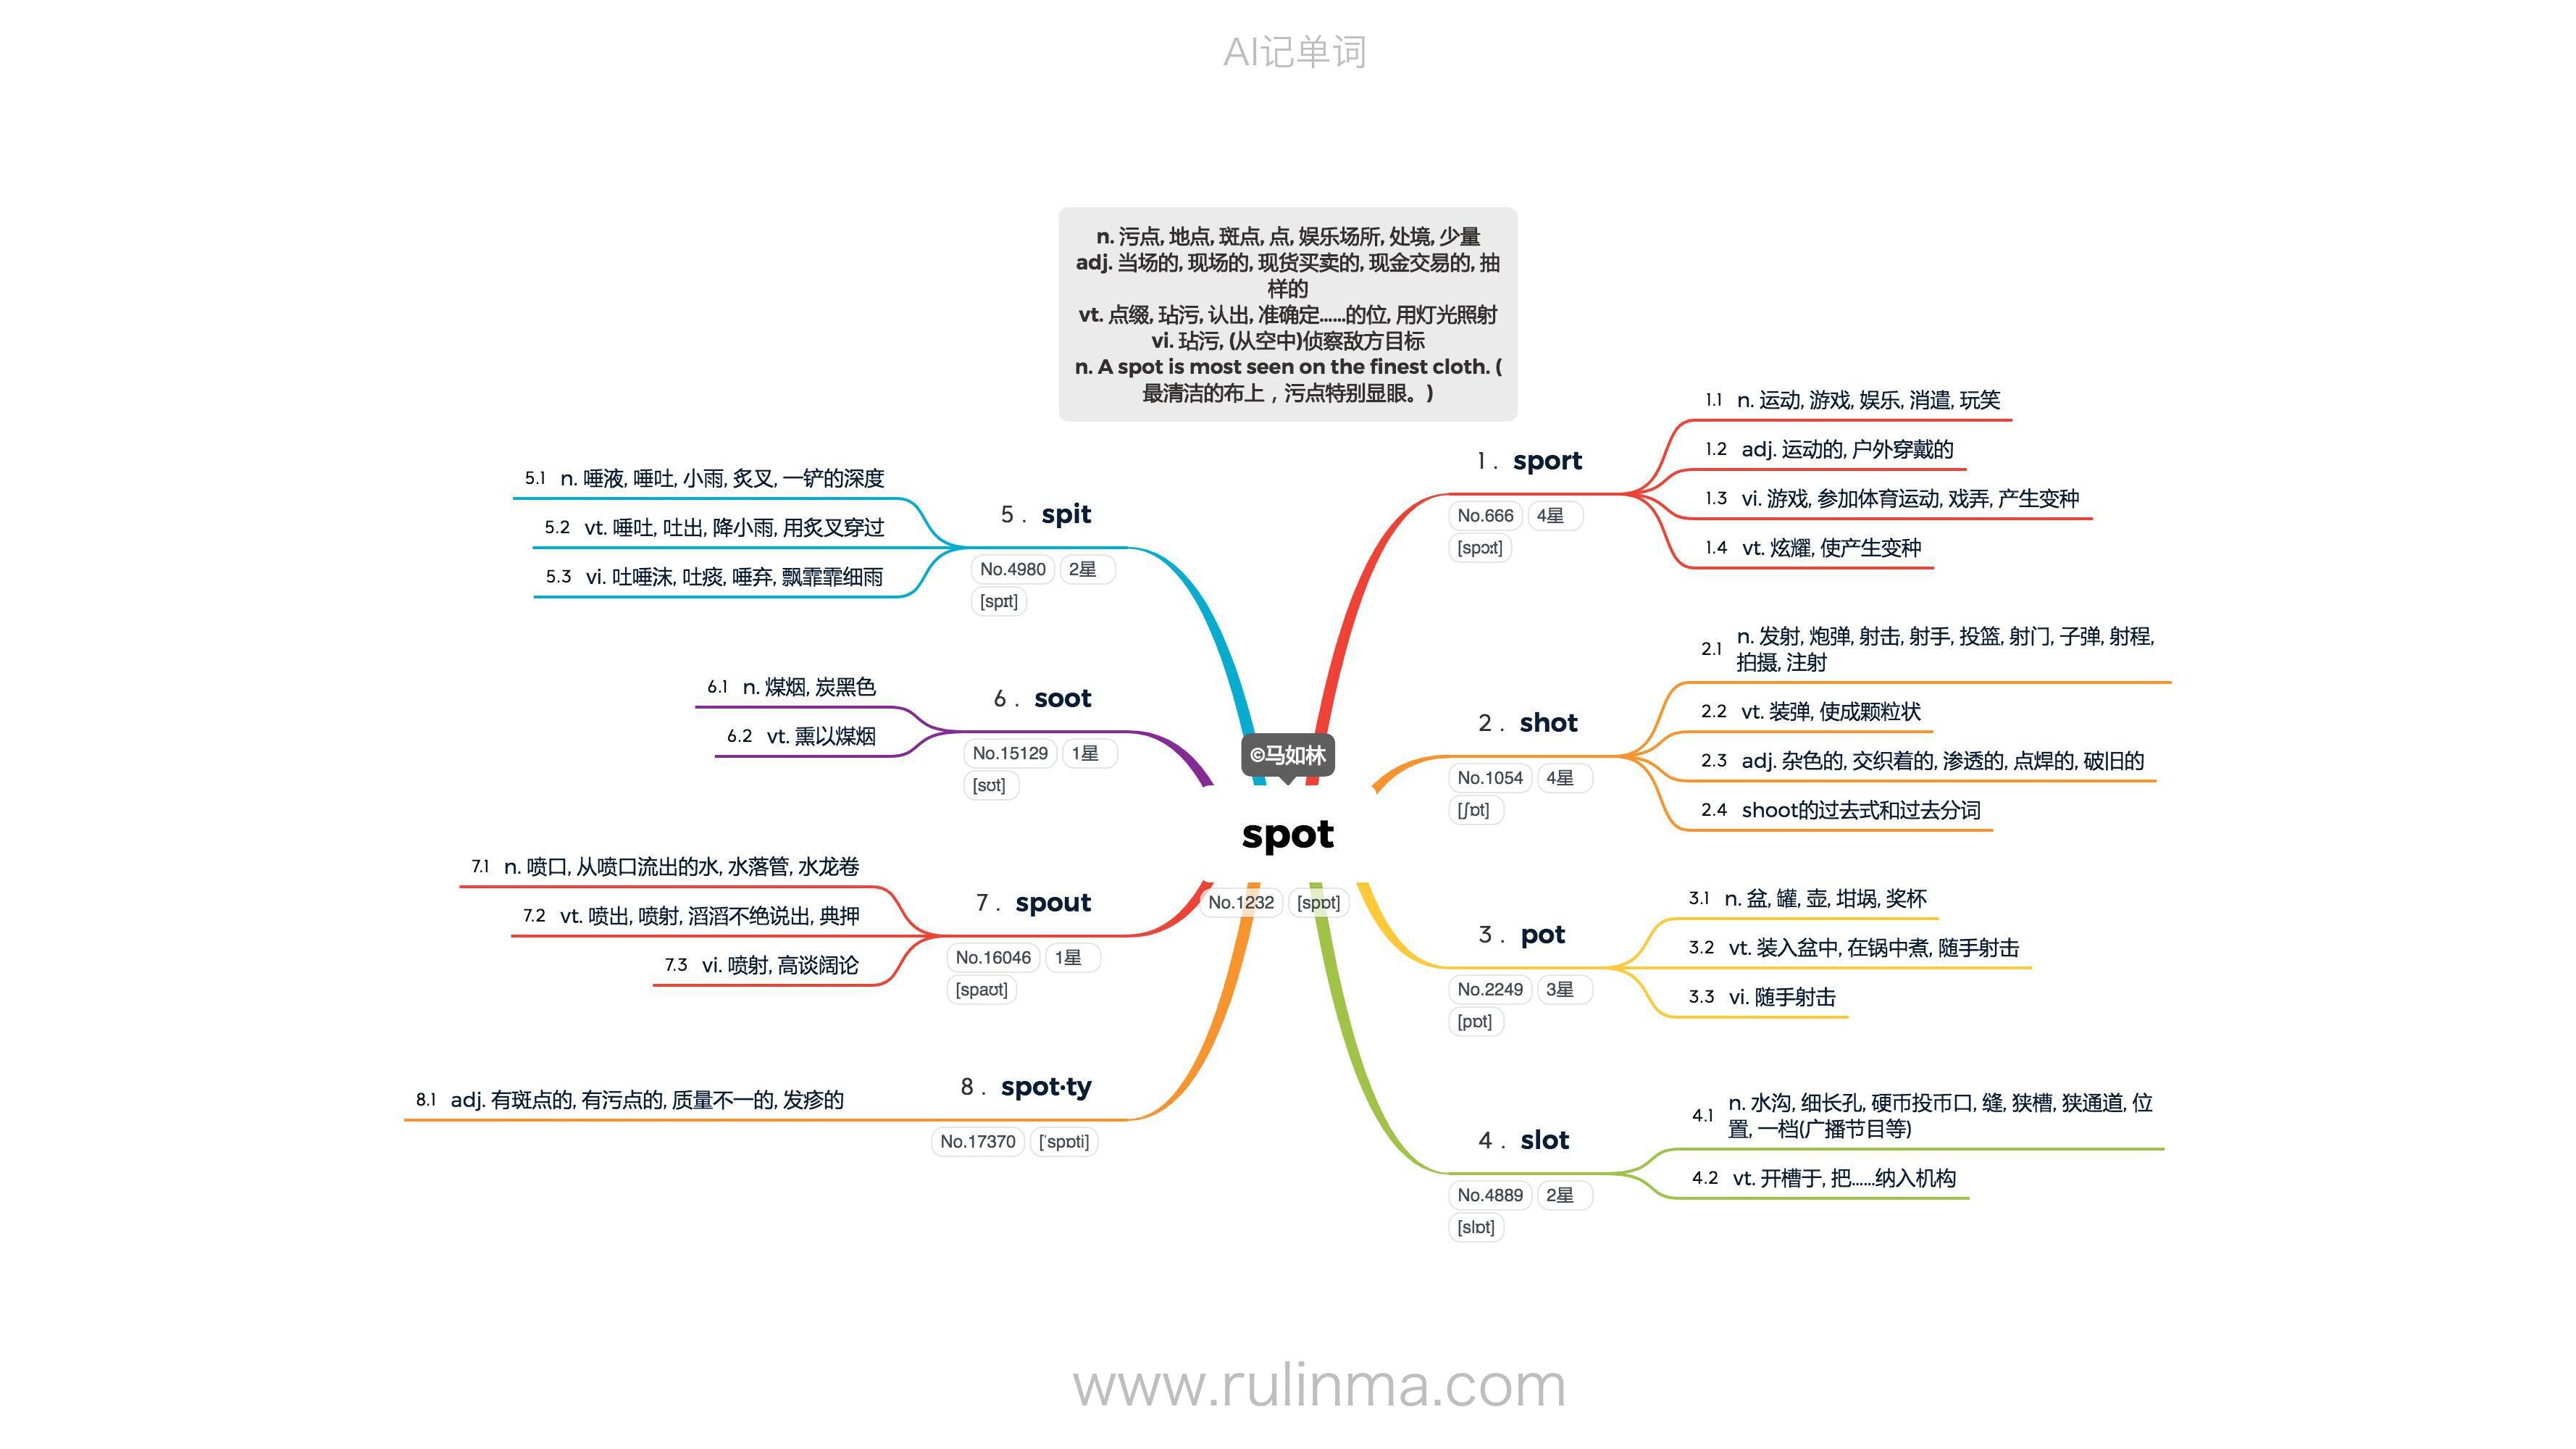 AI记单词
n. 污点, 地点, 斑点, 点, 娱乐场所, 处境, 少量
adj. 当场的, 现场的, 现货买卖的, 现金交易的, 抽
样的
vt. 点缀, 玷污, 认出, 准确定……的位, 用灯光照射
vi. 玷污, (从空中)侦察敌方目标
n. A spot is most seen on the finest cloth. (
最清洁的布上，污点特别显眼。)
©马如林
spot
No.1232 [spɒt]
1. sport
No.666 4星
[spɔːt]
1.1 n. 运动, 游戏, 娱乐, 消遣, 玩笑
1.2 adj. 运动的, 户外穿戴的
1.3 vi. 游戏, 参加体育运动, 戏弄, 产生变种
1.4 vt. 炫耀, 使产生变种
2. shot
No.1054 4星
[ʃɒt]
2.1 n. 发射, 炮弹, 射击, 射手, 投篮, 射门, 子弹, 射程,
拍摄, 注射
2.2 vt. 装弹, 使成颗粒状
2.3 adj. 杂色的, 交织着的, 渗透的, 点焊的, 破旧的
2.4 shoot的过去式和过去分词
3. pot
No.2249 3星
[pɒt]
3.1 n. 盆, 罐, 壶, 坩埚, 奖杯
3.2 vt. 装入盆中, 在锅中煮, 随手射击
3.3 vi. 随手射击
4. slot
No.4889 2星
[slɒt]
4.1 n. 水沟, 细长孔, 硬币投币口, 缝, 狭槽, 狭通道, 位
置, 一档(广播节目等)
4.2 vt. 开槽于, 把……纳入机构
5. spit
No.4980 2星
[spɪt]
5.1 n. 唾液, 唾吐, 小雨, 炙叉, 一铲的深度
5.2 vt. 唾吐, 吐出, 降小雨, 用炙叉穿过
5.3 vi. 吐唾沫, 吐痰, 唾弃, 飘霏霏细雨
6. soot
No.15129 1星
[sʊt]
6.1 n. 煤烟, 炭黑色
6.2 vt. 熏以煤烟
7. spout
No.16046 1星
[spaʊt]
7.1 n. 喷口, 从喷口流出的水, 水落管, 水龙卷
7.2 vt. 喷出, 喷射, 滔滔不绝说出, 典押
7.3 vi. 喷射, 高谈阔论
8. spot·ty
No.17370 [ˈspɒti]
8.1 adj. 有斑点的, 有污点的, 质量不一的, 发疹的
www.rulinma.com